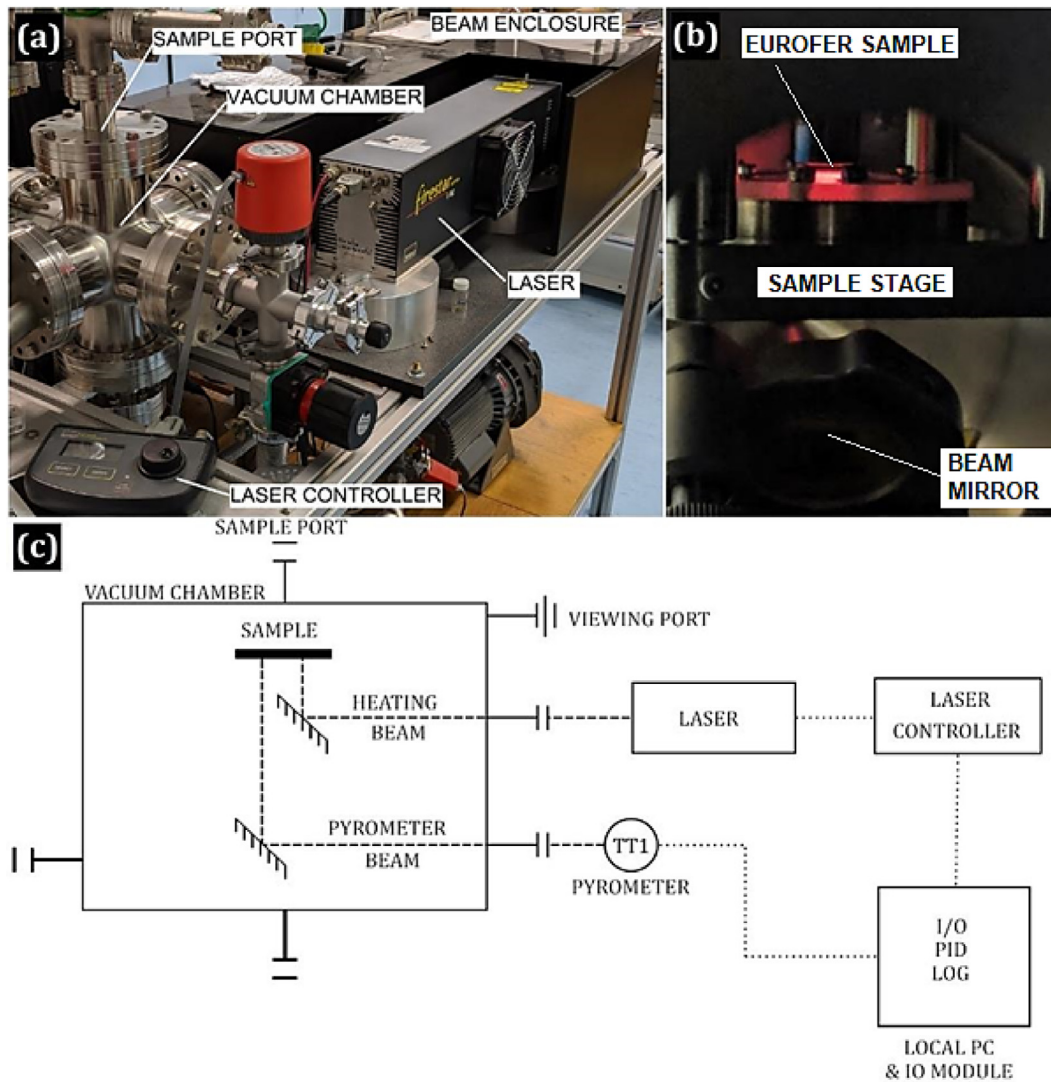 (a)
SAMPLE PORT
BEAM ENCLOSURE
VACUUM CHAMBER
firestar
LASER
LASER CONTROLLER
(b)
EUROFER SAMPLE
SAMPLE STAGE
BEAM
MIRROR
(c)
SAMPLE PORT
VACUUM CHAMBER
VIEWING PORT
SAMPLE
HEATING
BEAM
LASER
LASER
CONTROLLER
PYROMETER
BEAM
TT1
PYROMETER
I/O
PID
LOG
LOCAL PC
& IO MODULE